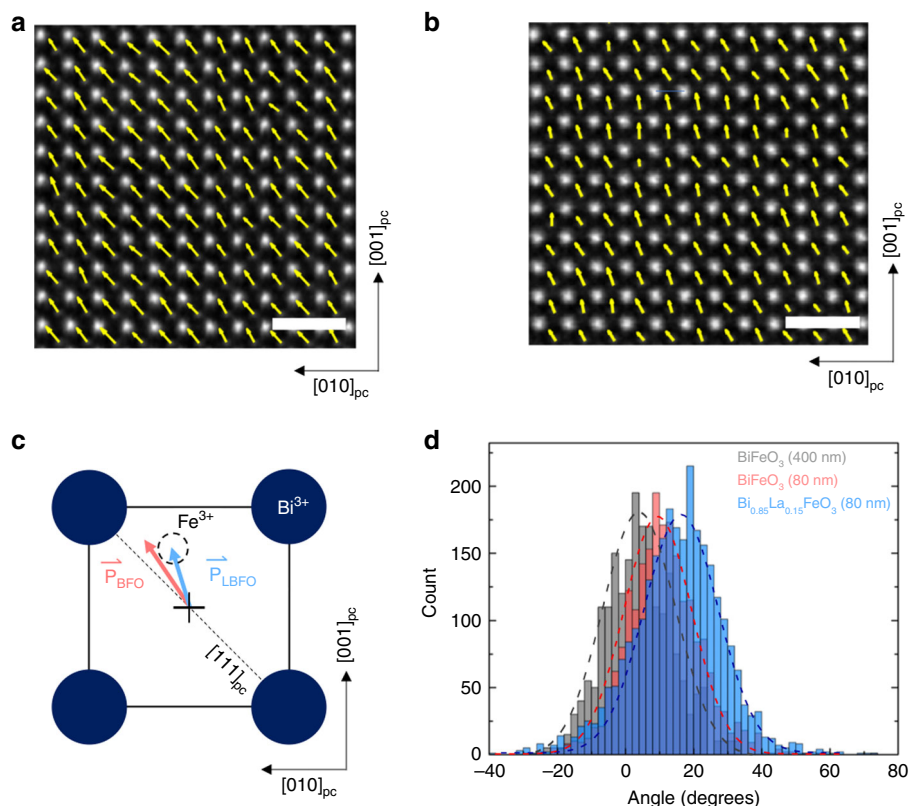 a
b
[001]pc
[010]pc
[001]pc
[010]pc
c
Bi3+
Fe3+
PBFO
PLBFO
[111]pc
[001]pc
[010]pc
d
BiFeO3 (400 nm)
BiFeO3 (80 nm)
Bi0.85La0.15FeO3 (80 nm)
Count
200
150
100
50
0
–40
–20
0
20
40
60
80
Angle (degrees)